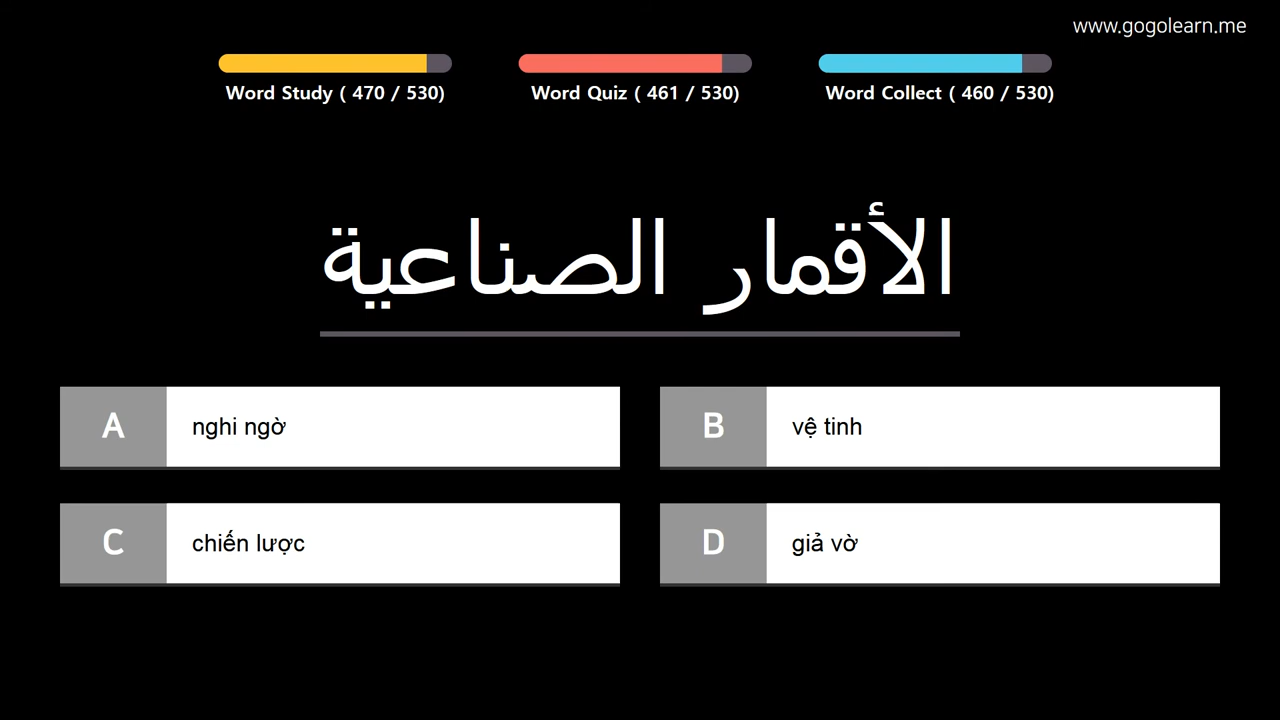 www.gogolearn.me
Word Study ( 470 / 530)
Word Quiz ( 461 / 530)
Word Collect ( 460 / 530)
الأقمار الصناعية
A nghi ngờ
B vệ tinh
C chiến lược
D giả vờ